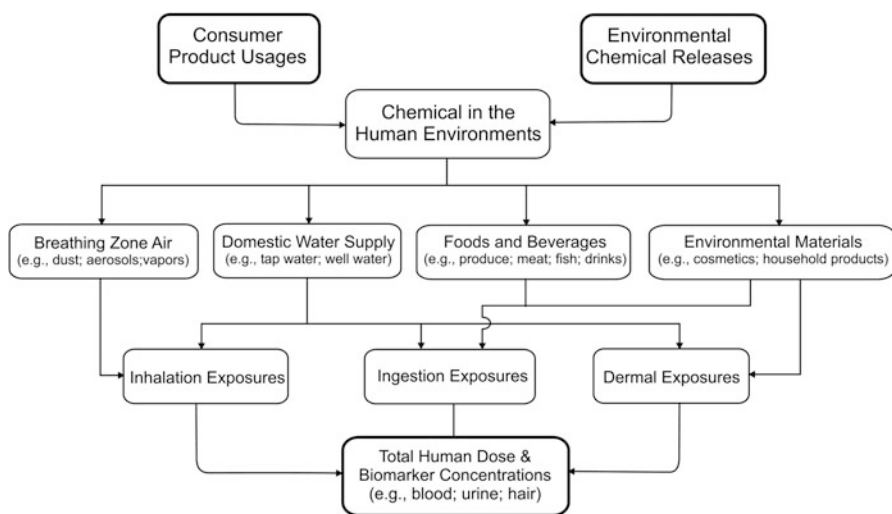 Consumer
Product Usages
Environmental
Chemical Releases
Chemical in the
Human Environments
Breathing Zone Air
(e.g., dust; aerosols;vapors)
Domestic Water Supply
(e.g., tap water; well water)
Foods and Beverages
(e.g., produce; meat; fish; drinks)
Environmental Materials
(e.g., cosmetics; household products)
Inhalation Exposures
Ingestion Exposures
Dermal Exposures
Total Human Dose &
Biomarker Concentrations
(e.g., blood; urine; hair)